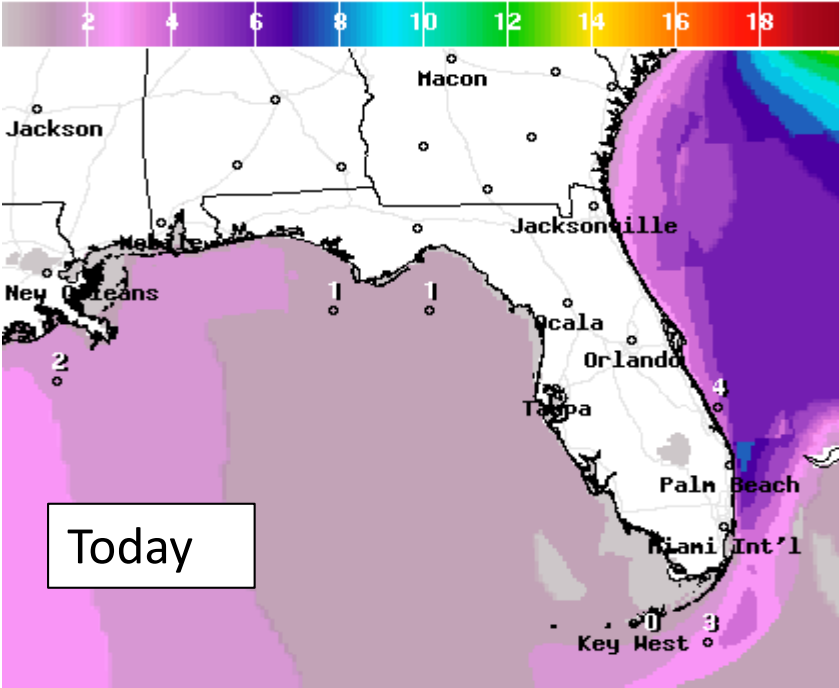 2 4 6 8 10 12 14 16 18
Macon
Jackson
Jacksonville
Mobile
New Orleans
1 1
Ocala
Orlando
2
4
Tampa
Palm Beach
Today
Miami Int'l
0 3
Key West